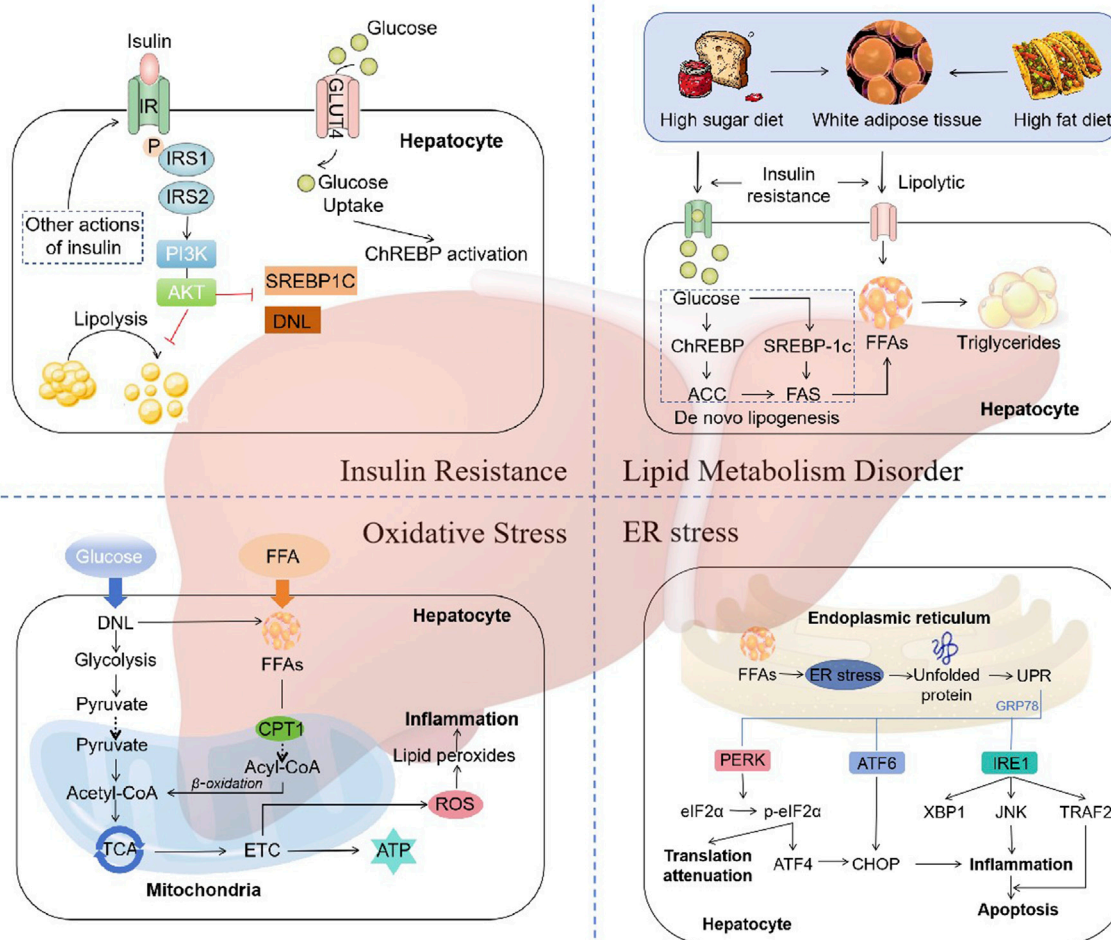 Isulin
IR
P
IRS1
IRS2
PI3K
AKT
Other actions
of insulin
Lipolysis
SREBP1C
DNL
Glucose
GLUT4
Hepatocyte
Glucose
Uptake
ChREBP activation
Insulin Resistance
High sugar diet
White adipose tissue
High fat diet
Insulin
resistance
Lipolytic
Glucose
ChREBP
SREBP-1c
FFAs
Triglycerides
ACC
FAS
De novo lipogenesis
Hepatocyte
Lipid Metabolism Disorder
Oxidative Stress
Glucose
FFA
Hepatocyte
DNL
Glycolysis
FFAs
Pyruvate
CPT1
Inflammation
Pyruvate
Lipid peroxides
Acyl-CoA
β-oxidation
Acetyl-CoA
ROS
TCA
ETC
ATP
Mitochondria
ER stress
Endoplasmic reticulum
FFAs
ER stress
Unfolded
protein
UPR
GRP78
PERK
ATF6
IRE1
eIF2α
p-eIF2α
XBP1
JNK
TRAF2
Translation
attenuation
ATF4
CHOP
Inflammation
Apoptosis
Hepatocyte